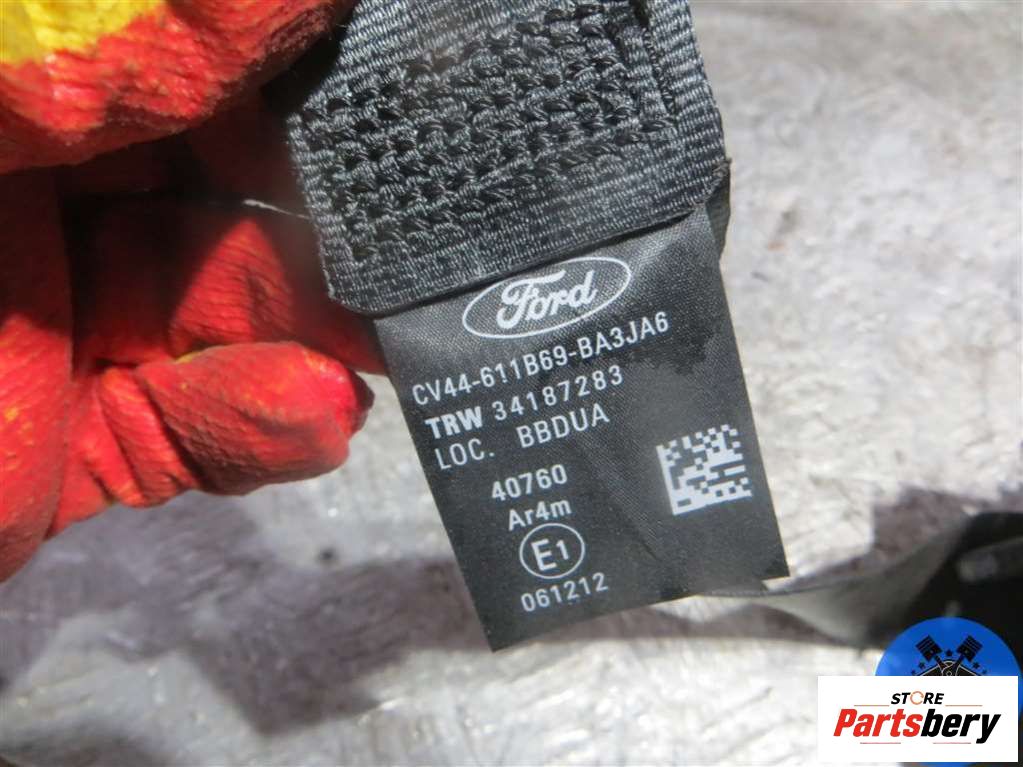 Ford
CV44-611B69-BA3JA6
TRW 34187283
LOC. BBDUA
40760
Ar4m
E1
061212
STORE
Partsbery